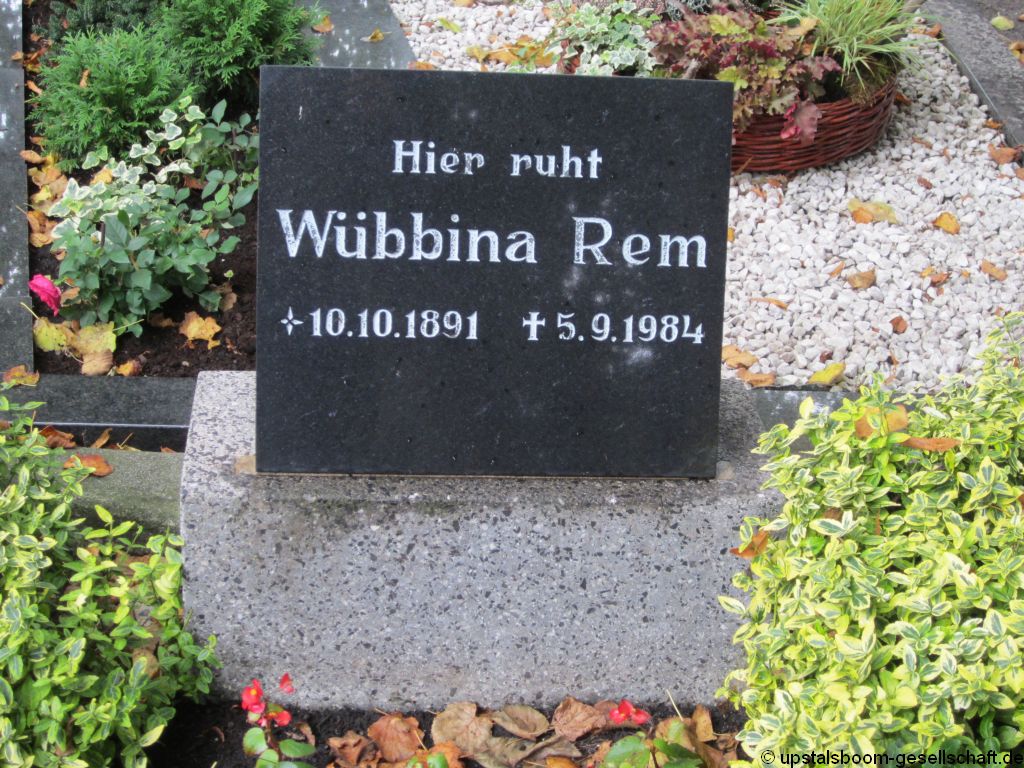 Hier ruht
Wübbina Rem
✧10.10.1891 ✝5.9.1984
© upstalsboom-gesellschaft.de